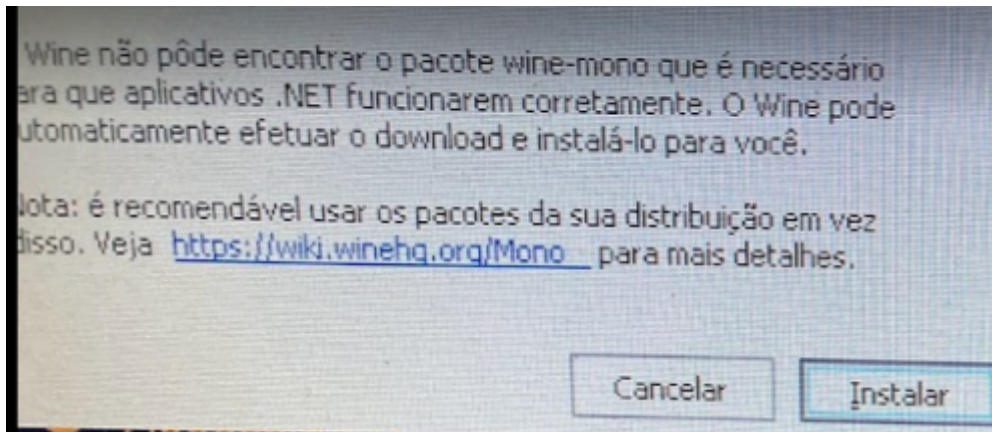 Wine não pôde encontrar o pacote wine-mono que é necessário
ara que aplicativos .NET funcionarem corretamente. O Wine pode
utomaticamente efetuar o download e instalá-lo para você.
Nota: é recomendável usar os pacotes da sua distribuição em vez
disso. Veja https://wiki.winehq.org/Mono para mais detalhes.
Cancelar
Instalar